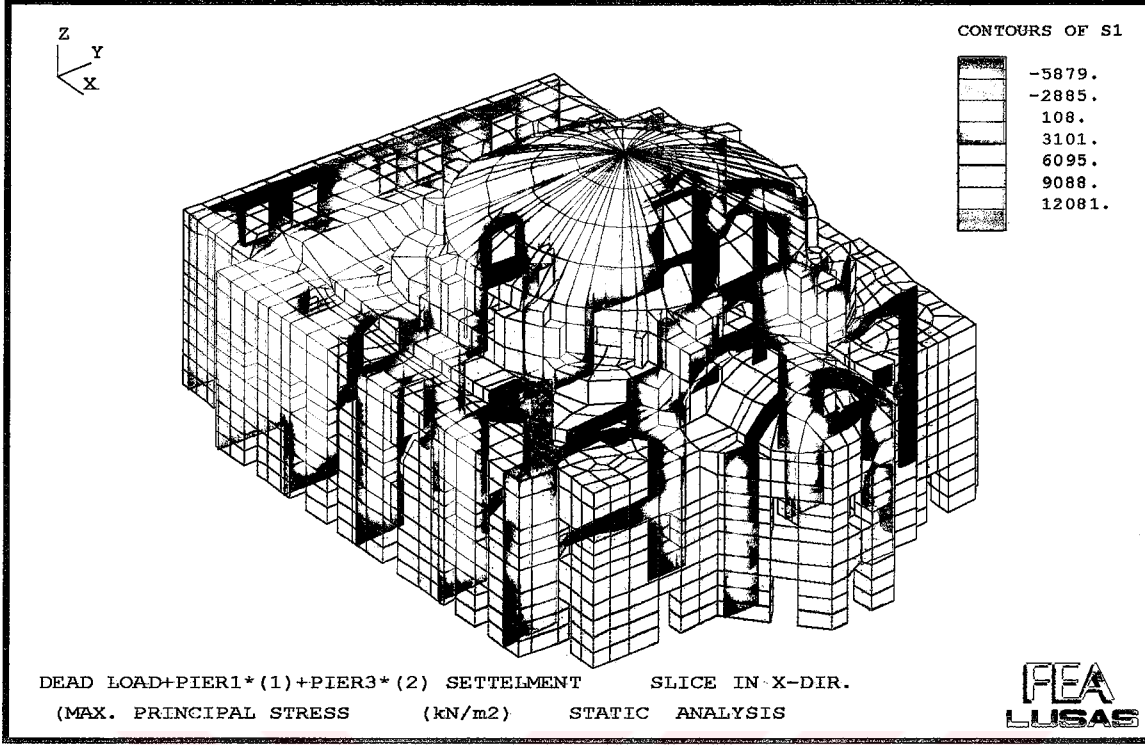 CONTOURS OF S1
Z
Y
X
-5879.
-2885.
108.
3101.
6095.
9088.
12081.
DEAD LOAD+PIER1*(1)+PIER3*(2) SETTELMENT SLICE IN X-DIR.
(MAX. PRINCIPAL STRESS (kN/m2) STATIC ANALYSIS
FEA
LUSAS